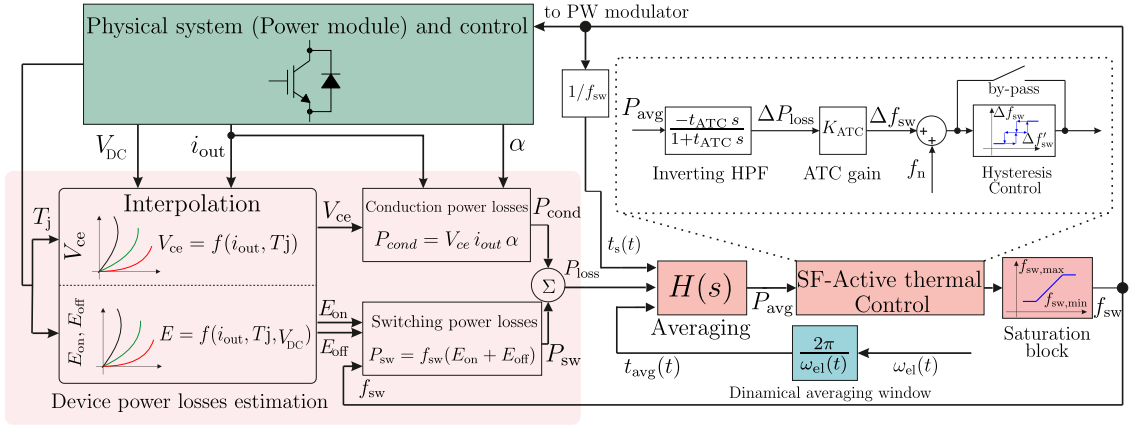 to PW modulator
Physical system (Power module) and control
1/f_sw
by-pass
P_avg
−t_ATC s
1+t_ATC s
ΔP_loss
K_ATC
Δf_sw
+
+
f_n
Δf_sw
Δf′_sw
Inverting HPF
ATC gain
Hysteresis
Control
V_DC
i_out
α
T_j
Interpolation
V_ce
V_ce = f(i_out, Tj)
V_ce
Conduction power losses
P_cond = V_ce i_out α
P_cond
t_s(t)
P_loss
Σ
H(s)
Averaging
P_avg
SF-Active thermal
Control
f_sw,max
f_sw,min
f_sw
Saturation
block
E_on, E_off
E = f(i_out, Tj, V_DC)
E_on
E_off
Switching power losses
P_sw = f_sw(E_on + E_off)
P_sw
f_sw
t_avg(t)
2π
ω_el(t)
ω_el(t)
Dinamical averaging window
Device power losses estimation